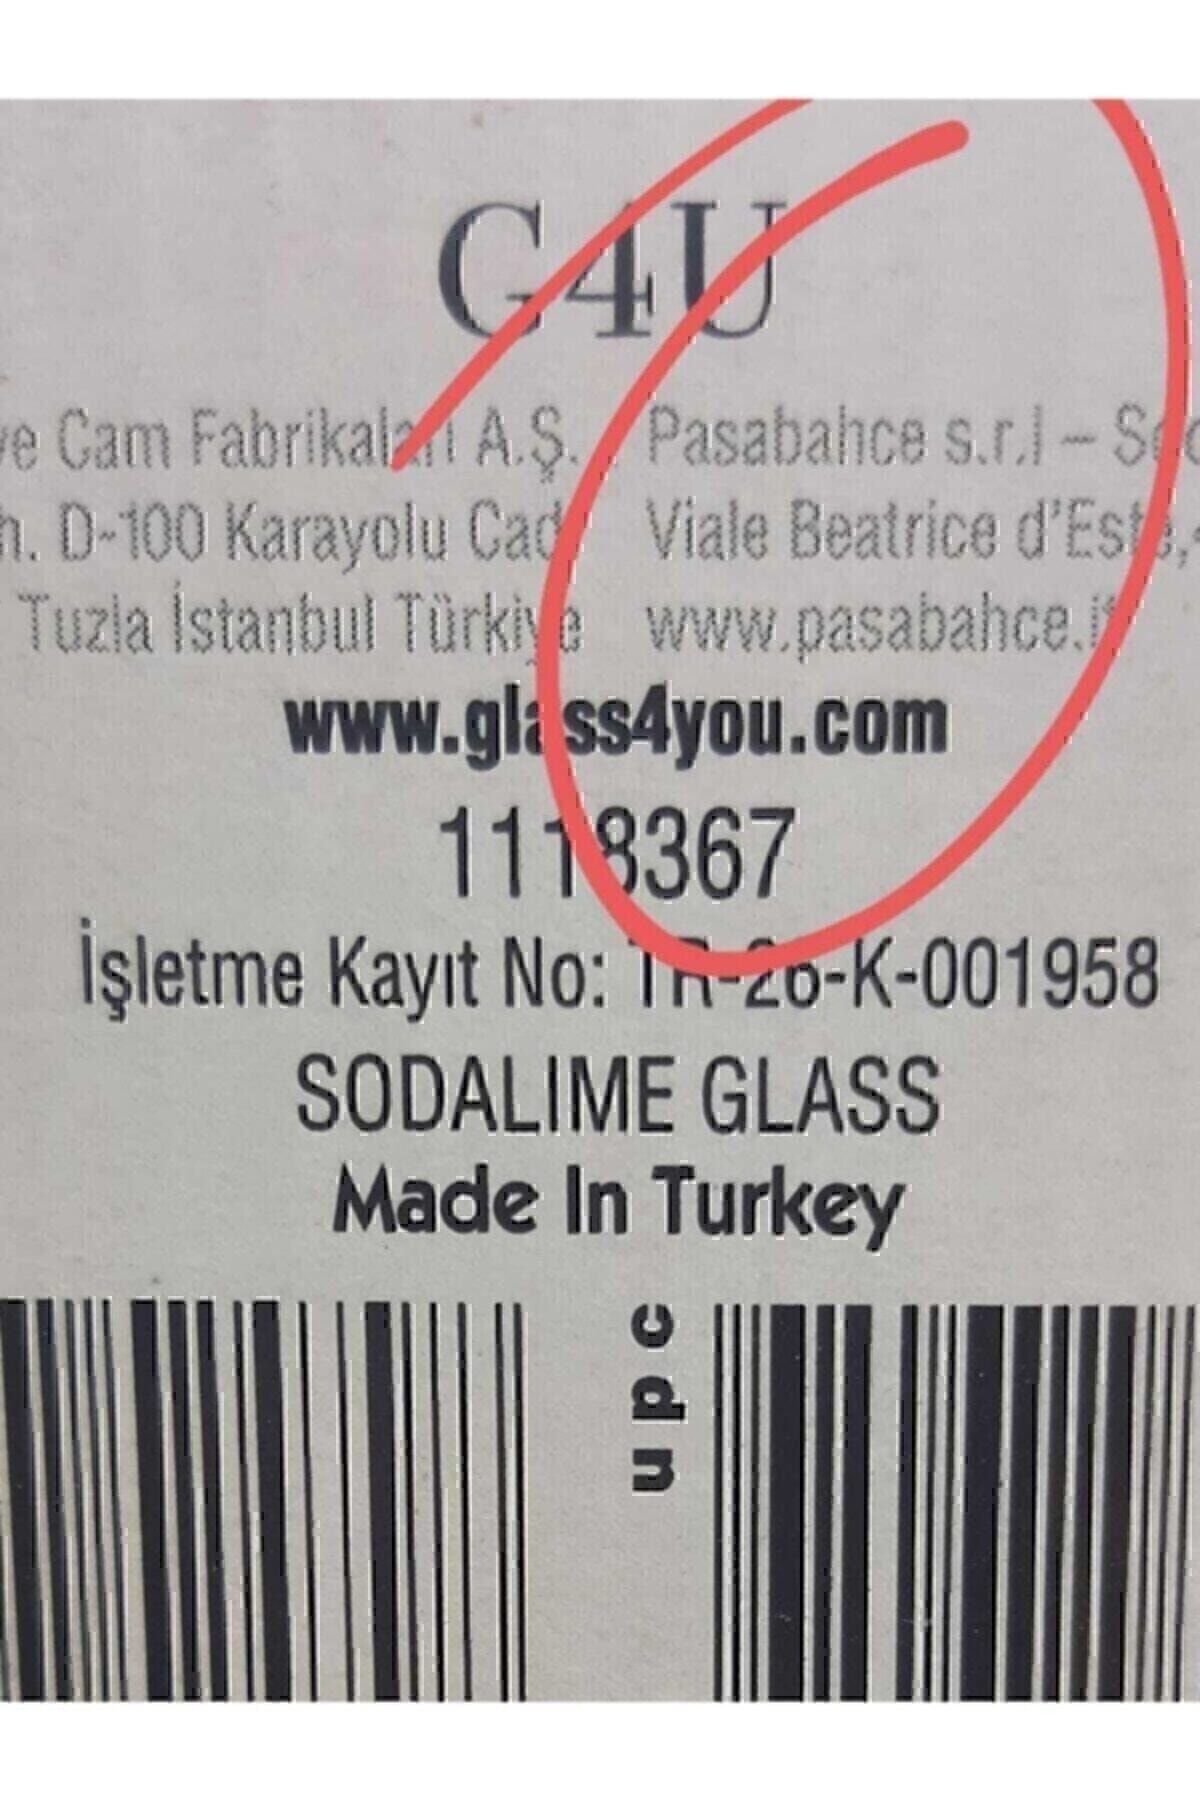 G4U
ve Cam Fabrikaları A.Ş.
h. D-100 Karayolu Cad
Tuzla İstanbul Türkiye
Pasabahce s.r.l –
Viale Beatrice d'Este,
www.pasabahce.it
www.glass4you.com
1118367
İşletme Kayıt No: TR-26-K-001958
SODALIME GLASS
Made In Turkey
upc